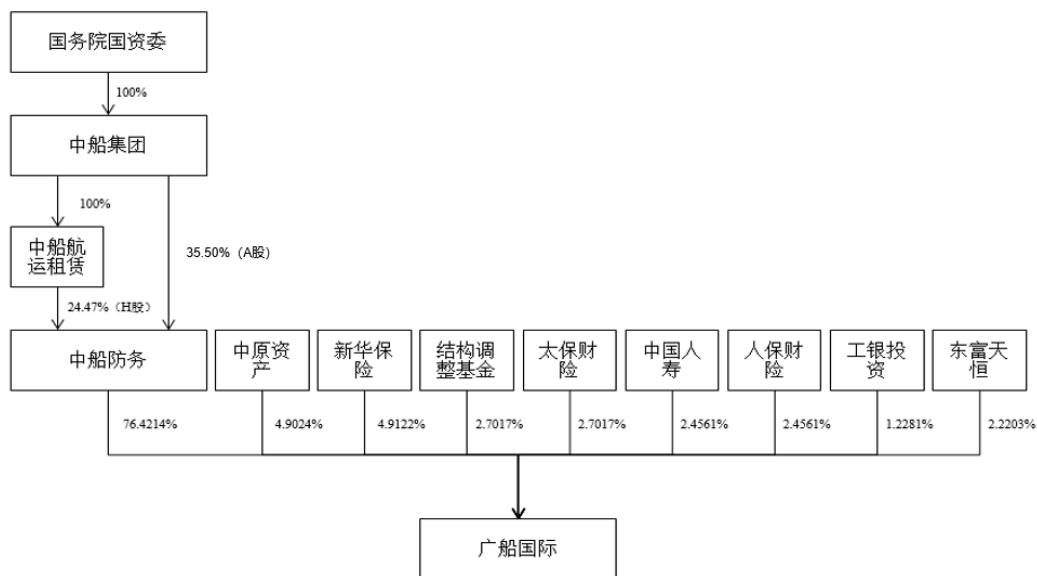 国务院国资委
100%
中船集团
100%
中船航
运租赁
35.50%（A股）
24.47%（H股）
中船防务
中原资
产
新华保
险
结构调
整基金
太保财
险
中国人
寿
人保财
险
工银投
资
东富天
恒
76.4214%
4.9024%
4.9122%
2.7017%
2.7017%
2.4561%
2.4561%
1.2281%
2.2203%
广船国际